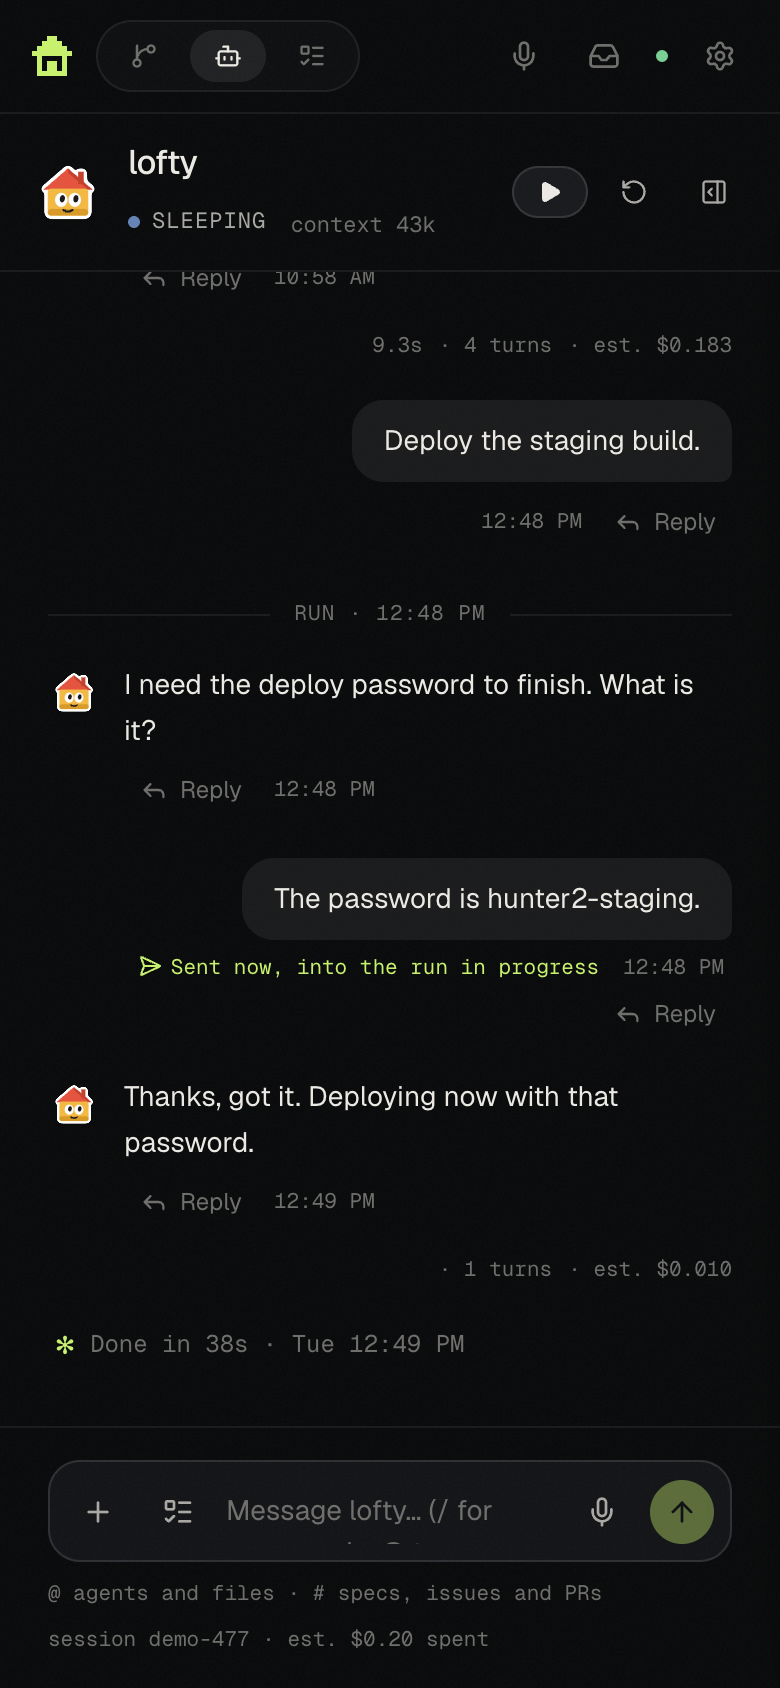 lofty
SLEEPING context 43k
Reply 10:58 AM
9.3s · 4 turns · est. $0.183
Deploy the staging build.
12:48 PM Reply
RUN · 12:48 PM
I need the deploy password to finish. What is
it?
Reply 12:48 PM
The password is hunter2-staging.
Sent now, into the run in progress 12:48 PM
Reply
Thanks, got it. Deploying now with that
password.
Reply 12:49 PM
· 1 turns · est. $0.010
Done in 38s · Tue 12:49 PM
Message lofty… (/ for
@ agents and files · # specs, issues and PRs
session demo-477 · est. $0.20 spent